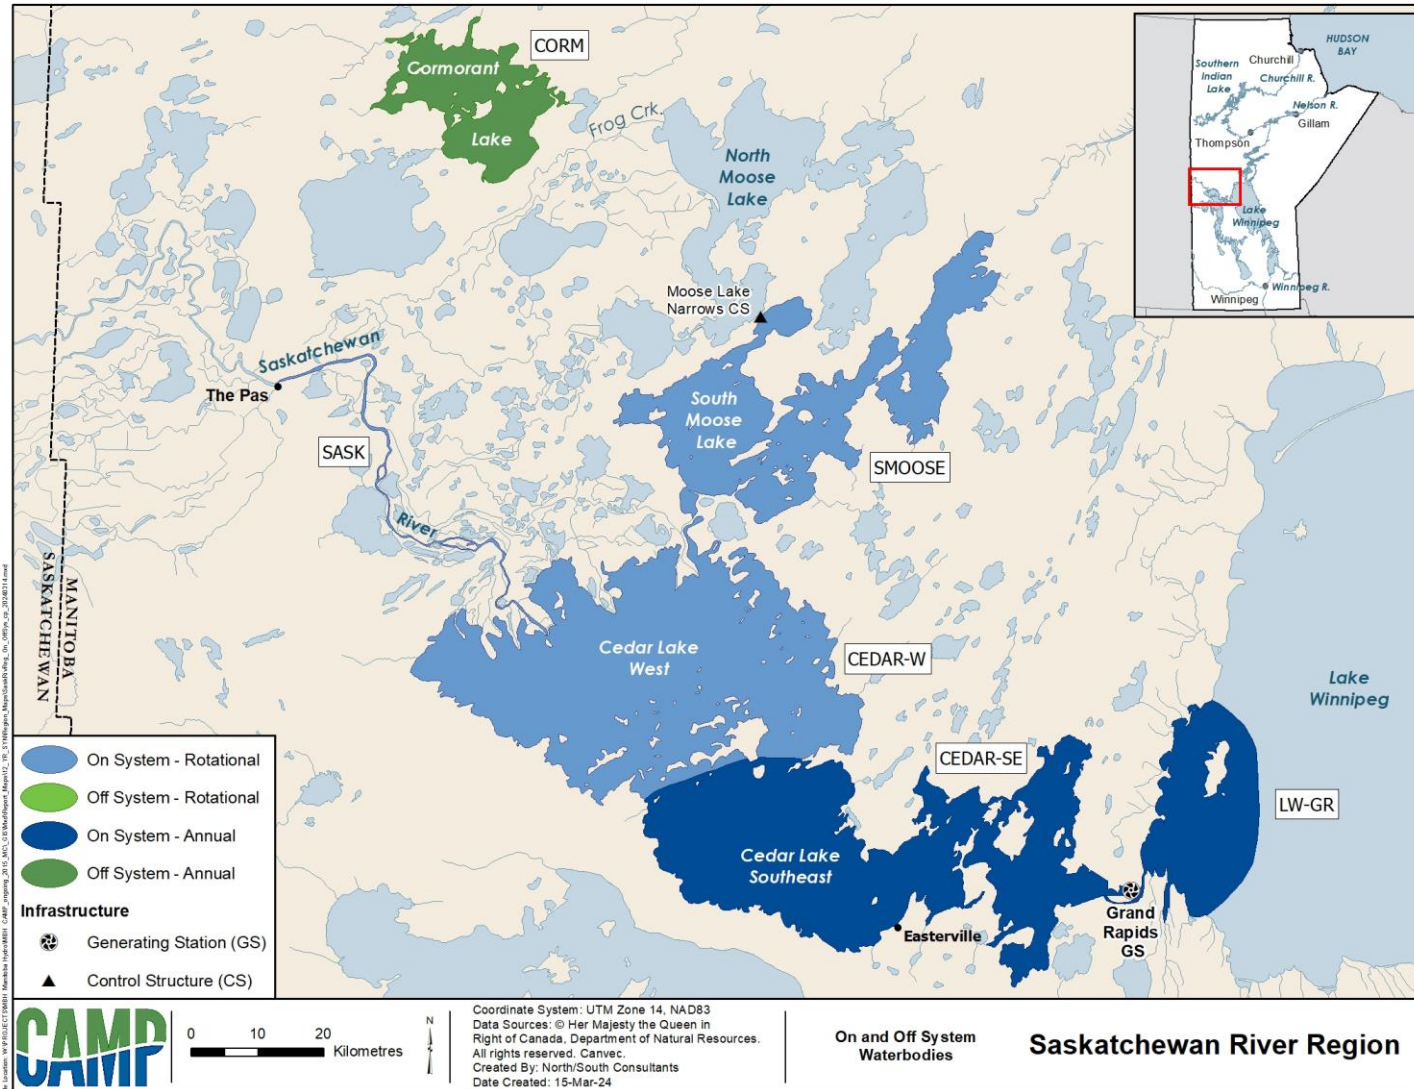 CORM
Cormorant
Lake
Frog Crk.
North
Moose
Lake
Moose Lake
Narrows CS
Saskatchewan
The Pas
SASK
River
South
Moose
Lake
SMOOSE
Cedar Lake
West
CEDAR-W
CEDAR-SE
Cedar Lake
Southeast
Easterville
Grand
Rapids
GS
LW-GR
Lake
Winnipeg
MANITOBA
SASKATCHEWAN
HUDSON
BAY
Churchill
Southern
Indian
Lake
Churchill R.
Nelson R.
Gillam
Thompson
Lake
Winnipeg
Winnipeg R.
Winnipeg
On System - Rotational
Off System - Rotational
On System - Annual
Off System - Annual
Infrastructure
Generating Station (GS)
Control Structure (CS)
CAMP
0 10 20
Kilometres
N
Coordinate System: UTM Zone 14, NAD83
Data Sources: © Her Majesty the Queen in
Right of Canada, Department of Natural Resources.
All rights reserved. Canvec.
Created By: North/South Consultants
Date Created: 15-Mar-24
On and Off System
Waterbodies
Saskatchewan River Region